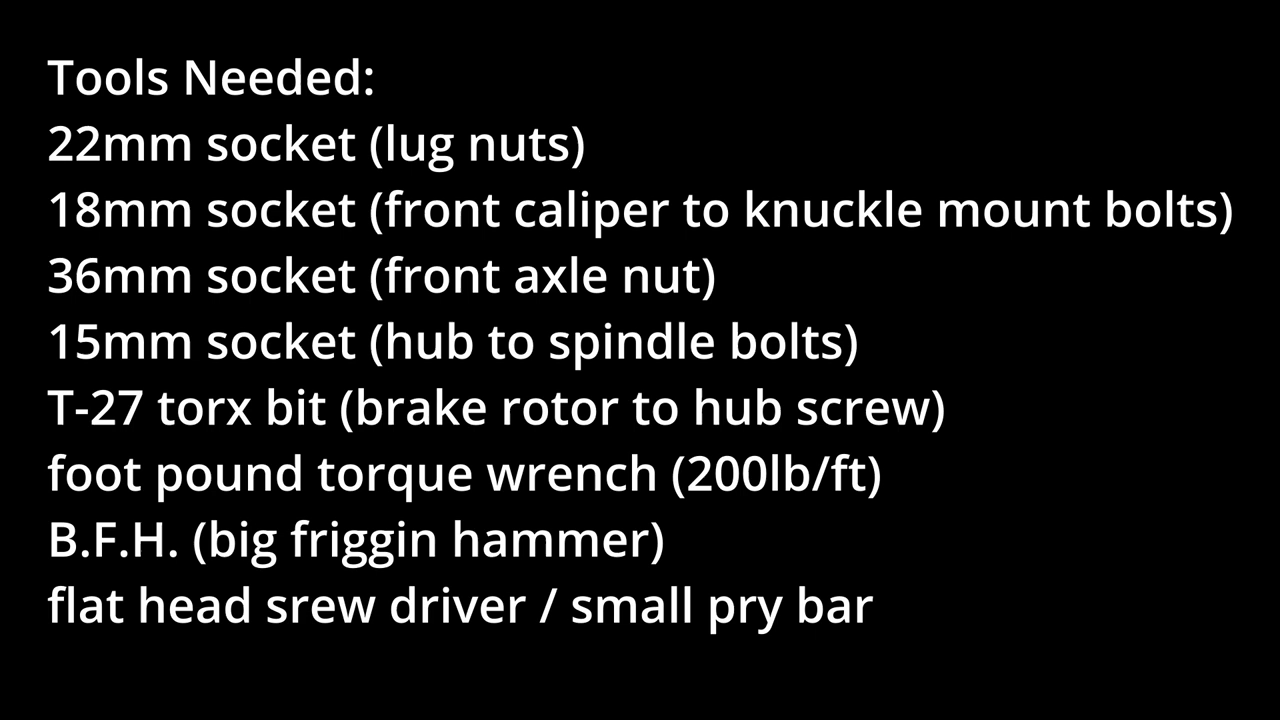 Tools Needed:
22mm socket (lug nuts)
18mm socket (front caliper to knuckle mount bolts)
36mm socket (front axle nut)
15mm socket (hub to spindle bolts)
T-27 torx bit (brake rotor to hub screw)
foot pound torque wrench (200lb/ft)
B.F.H. (big friggin hammer)
flat head srew driver / small pry bar